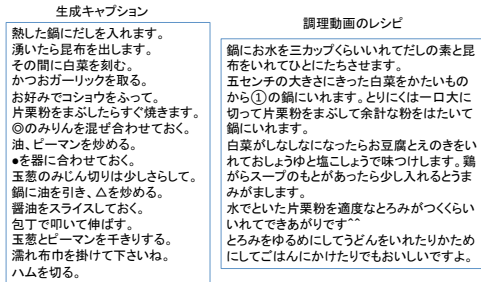 生成キャプション
熱した鍋にだしを入れます。
湧いたら昆布を出します。
その間に白菜を刻む。
かつおガーリックを取る。
お好みでコショウをふって。
片栗粉をまぶしたらすぐ焼きます。
◎のみりんを混ぜ合わせておく。
油、ピーマンを炒める。
●を器に合わせておく。
玉葱のみじん切りは少しさらして。
鍋に油を引き、△を炒める。
醤油をスライスしておく。
包丁で叩いて伸ばす。
玉葱とピーマンを千きりする。
濡れ布巾を掛けて下さいね。
ハムを切る。
調理動画のレシピ
鍋にお水を三カップくらいいれてだしの素と昆
布をいれてひとにたちさせます。
五センチの大きさにきった白菜をかたいもの
から①の鍋にいれます。とりにくは一口大に
切って片栗粉をまぶして余計な粉をはたいて
鍋にいれます。
白菜がしなしなになったらお豆腐とえのきをい
れておしょうゆと塩こしょうで味つけします。鶏
がらスープのもとがあったら少し入れるとうま
みがまします。
水でといた片栗粉を適度なとろみがつくくらい
いれてできあがりです^^
とろみをゆるめにしてうどんをいれたりかため
にしてごはんにかけたりでもおいしいですよ。